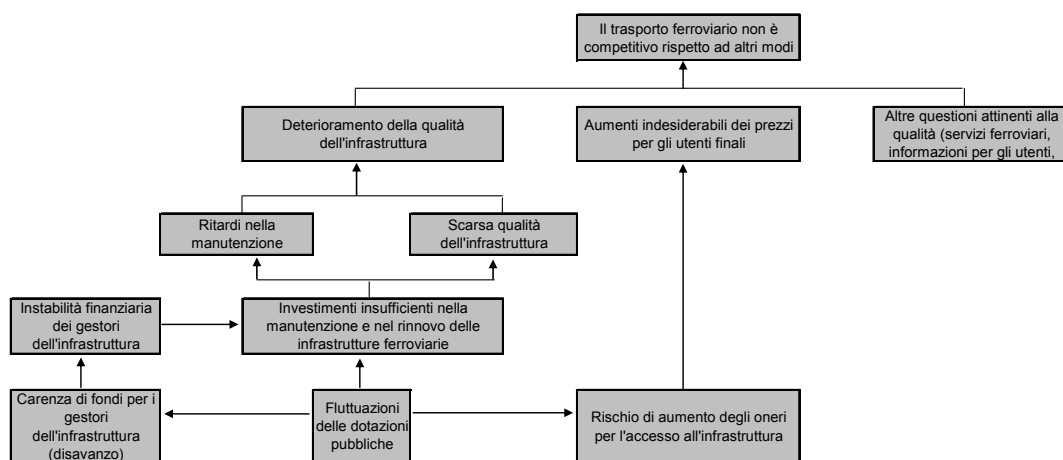 Il trasporto ferroviario non è
competitivo rispetto ad altri modi
Deterioramento della qualità
dell'infrastruttura
Aumenti indesiderabili dei prezzi
per gli utenti finali
Altre questioni attinenti alla
qualità (servizi ferroviari,
informazioni per gli utenti,
Ritardi nella
manutenzione
Scarsa qualità
dell'infrastruttura
Instabilità finanziaria
dei gestori
dell'infrastruttura
Investimenti insufficienti nella
manutenzione e nel rinnovo delle
infrastrutture ferroviarie
Carenza di fondi per i
gestori
dell'infrastruttura
(disavanzo)
Fluttuazioni
delle dotazioni
pubbliche
Rischio di aumento degli oneri
per l'accesso all'infrastruttura